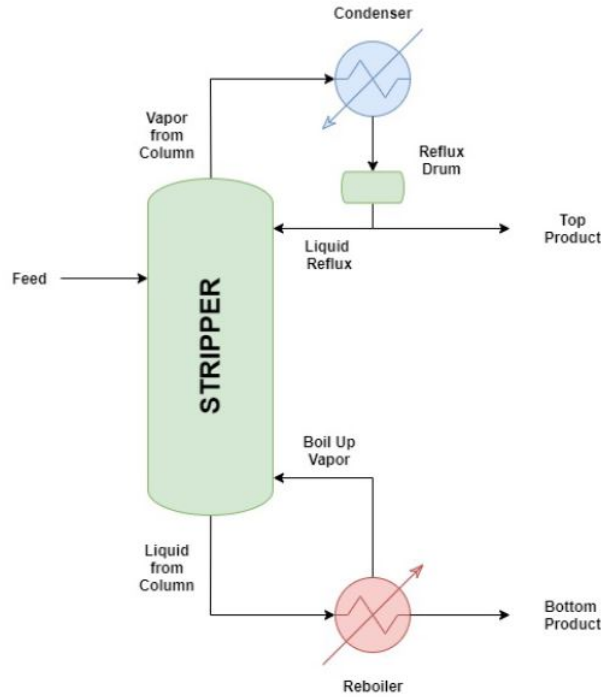 Condenser
Vapor
from
Column
Reflux
Drum
Liquid
Reflux
Top
Product
Feed
STRIPPER
Boil Up
Vapor
Liquid
from
Column
Bottom
Product
Reboiler